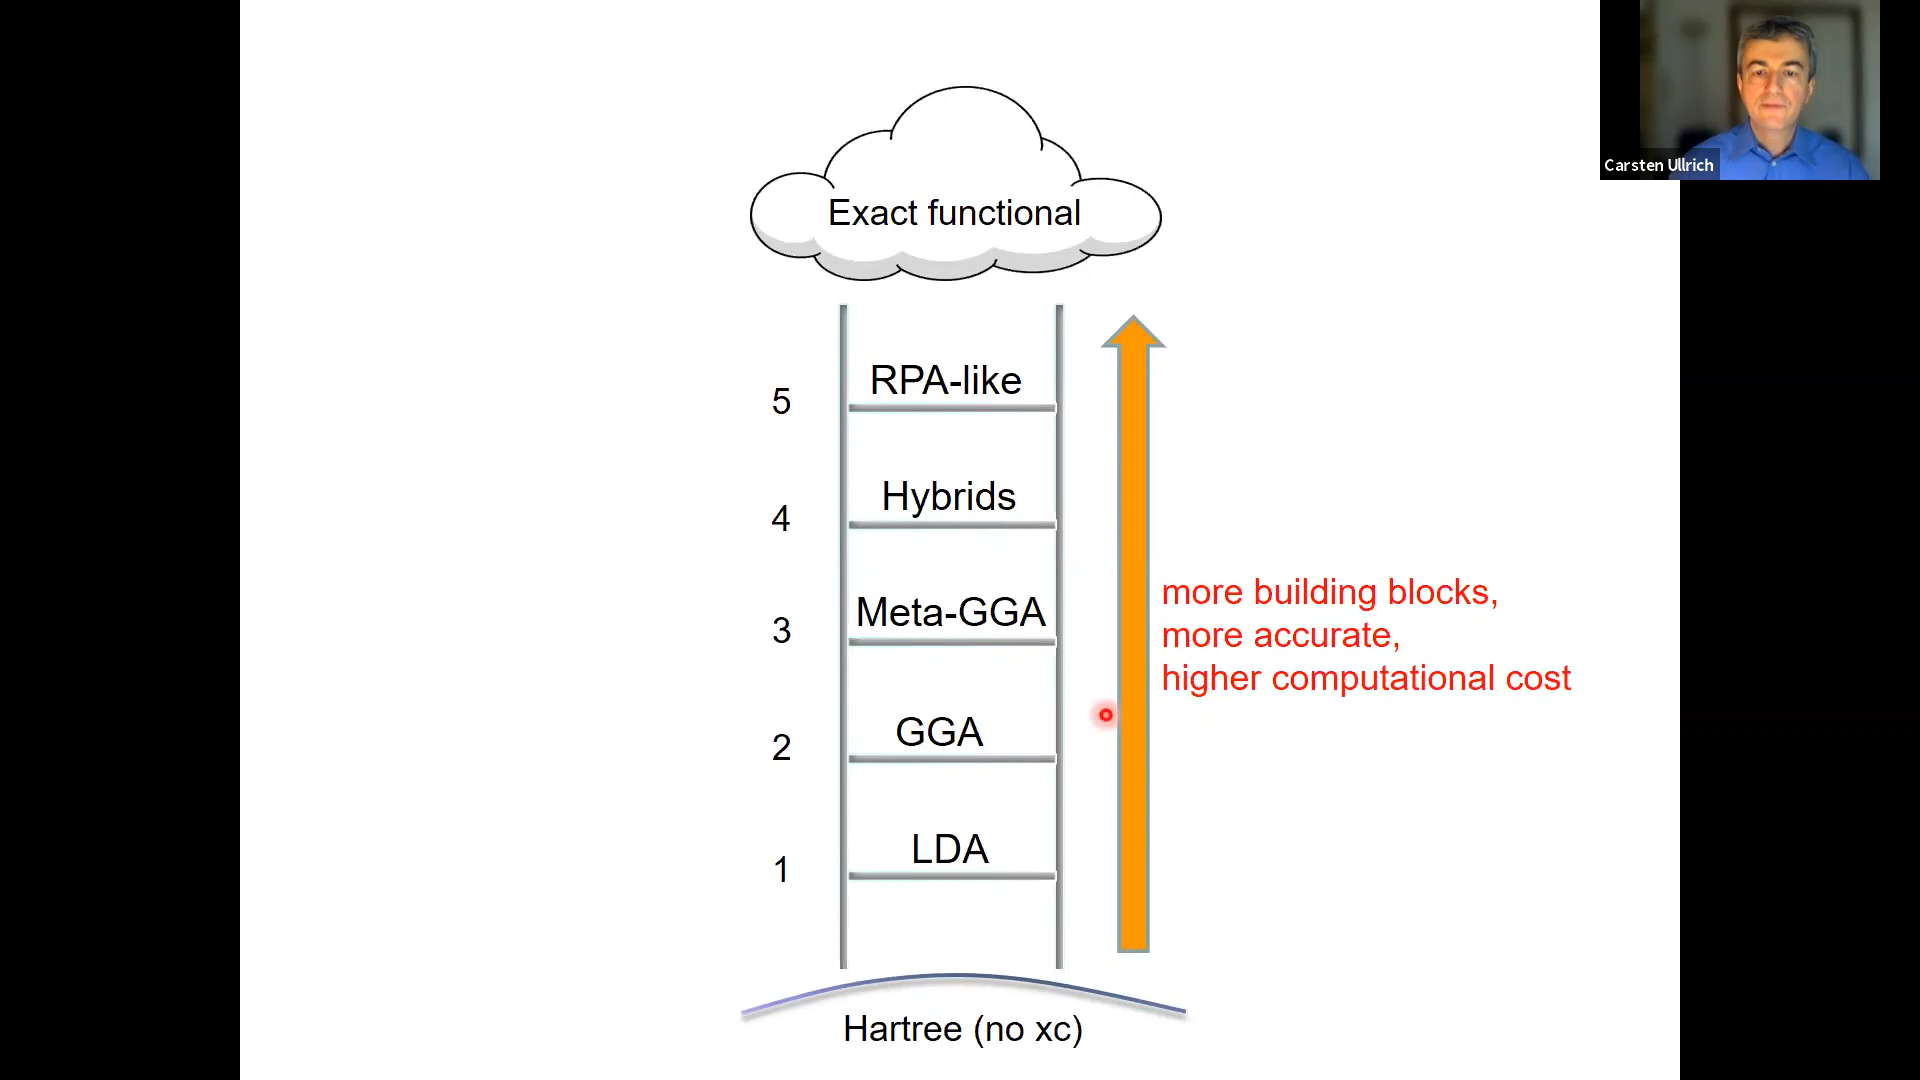 Carsten Ullrich
Exact functional
5 RPA-like
4 Hybrids
3 Meta-GGA
2 GGA
1 LDA
more building blocks,
more accurate,
higher computational cost
Hartree (no xc)